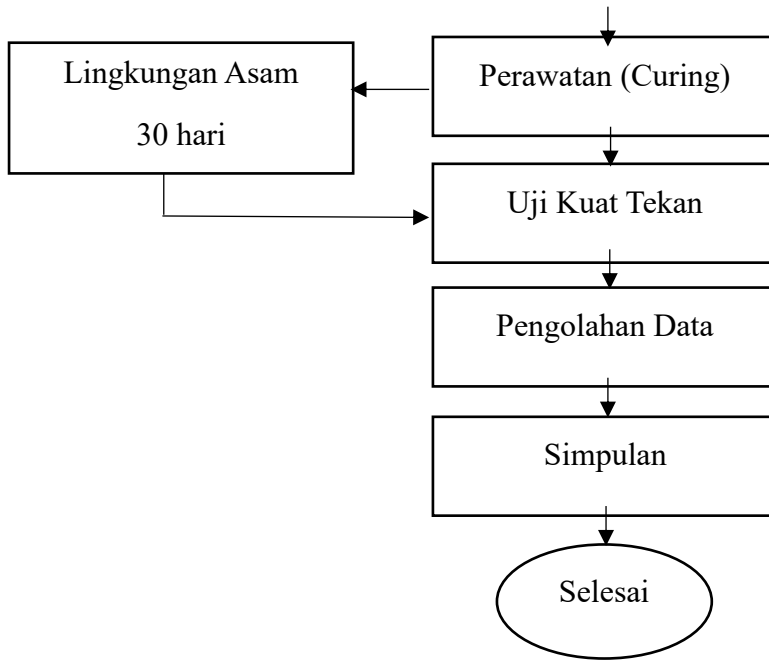 Lingkungan Asam
30 hari
Perawatan (Curing)
Uji Kuat Tekan
Pengolahan Data
Simpulan
Selesai